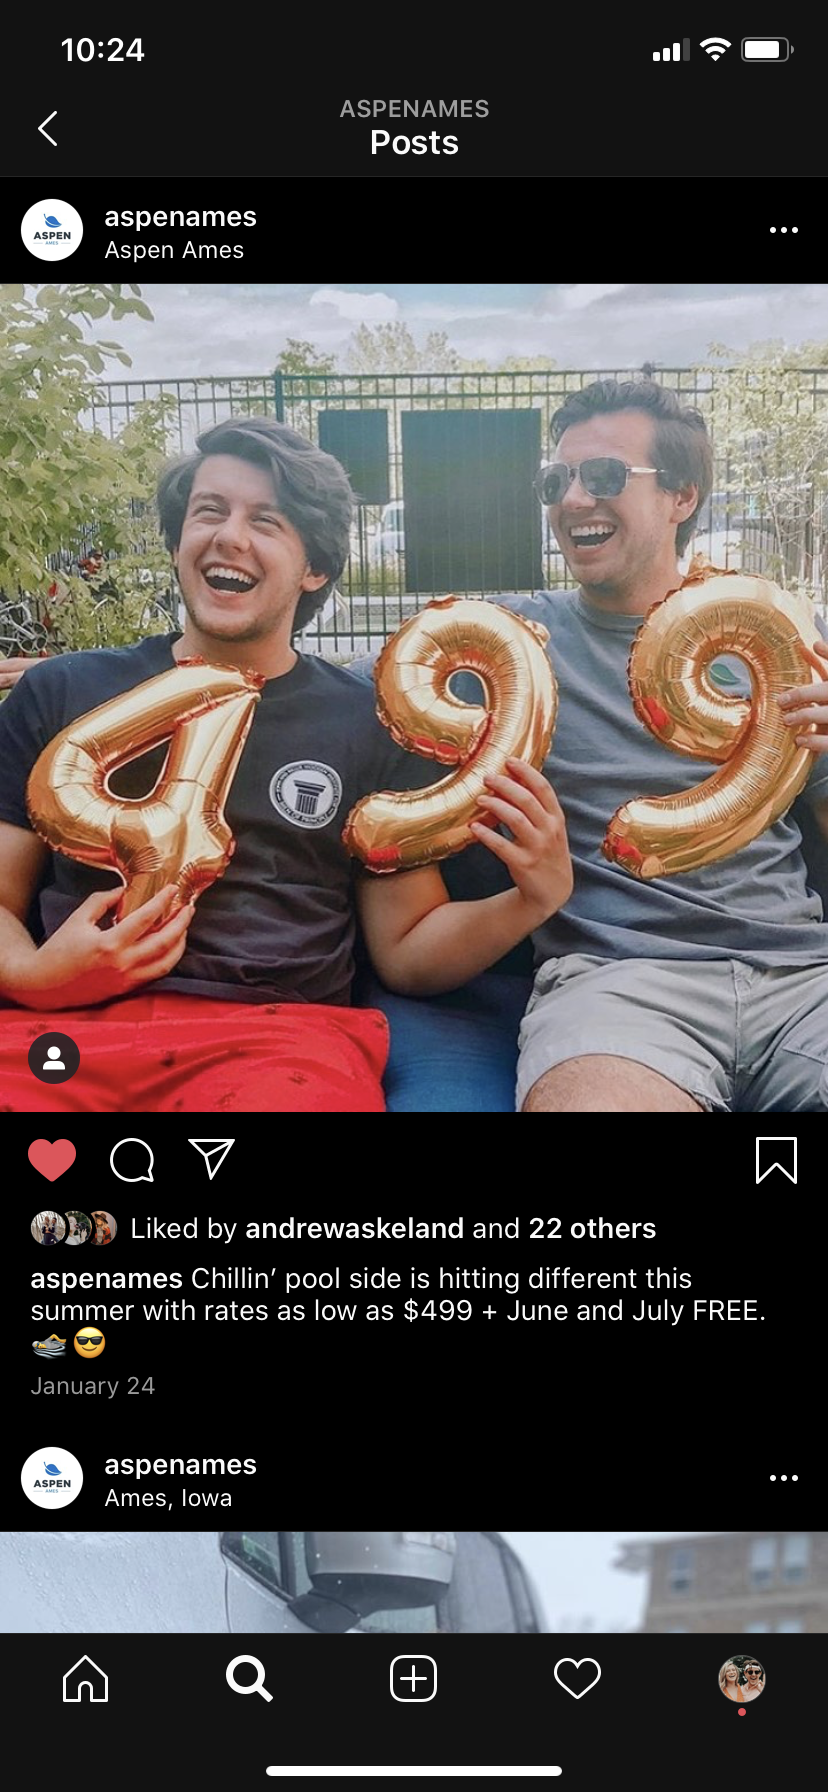 10:24
ASPENAMES
Posts
ASPEN
AMES
aspenames
Aspen Ames
499
Liked by andrewaskeland and 22 others
aspenames Chillin’ pool side is hitting different this
summer with rates as low as $499 + June and July FREE.
👟😎
January 24
ASPEN
AMES
aspenames
Ames, Iowa